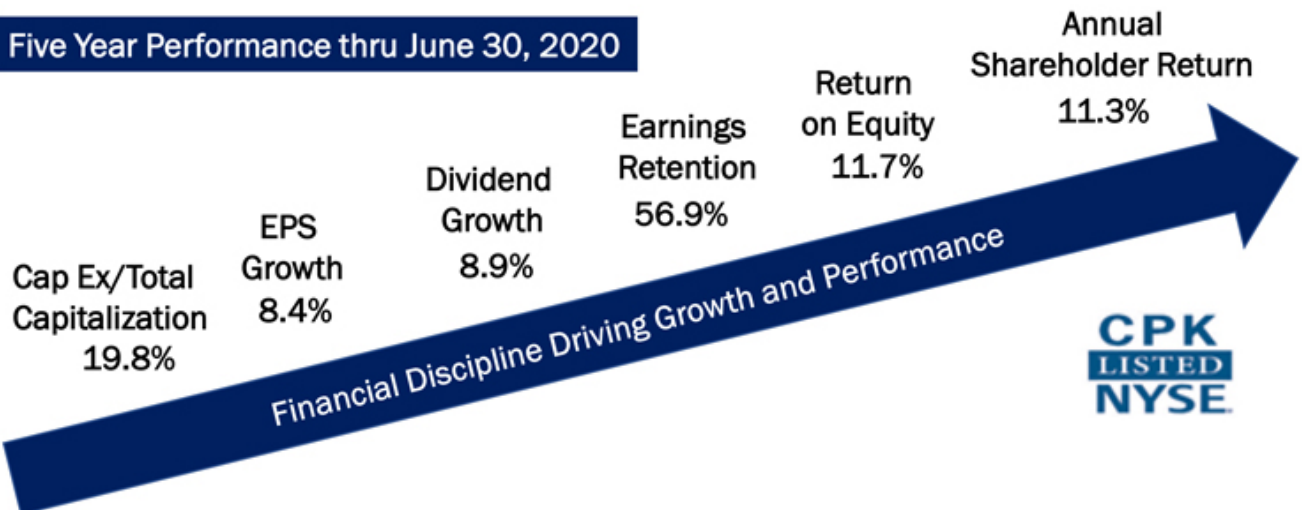 Five Year Performance thru June 30, 2020
Cap Ex/Total
Capitalization
19.8%
EPS
Growth
8.4%
Dividend
Growth
8.9%
Earnings
Retention
56.9%
Return
on Equity
11.7%
Annual
Shareholder Return
11.3%
Financial Discipline Driving Growth and Performance
CPK
LISTED
NYSE